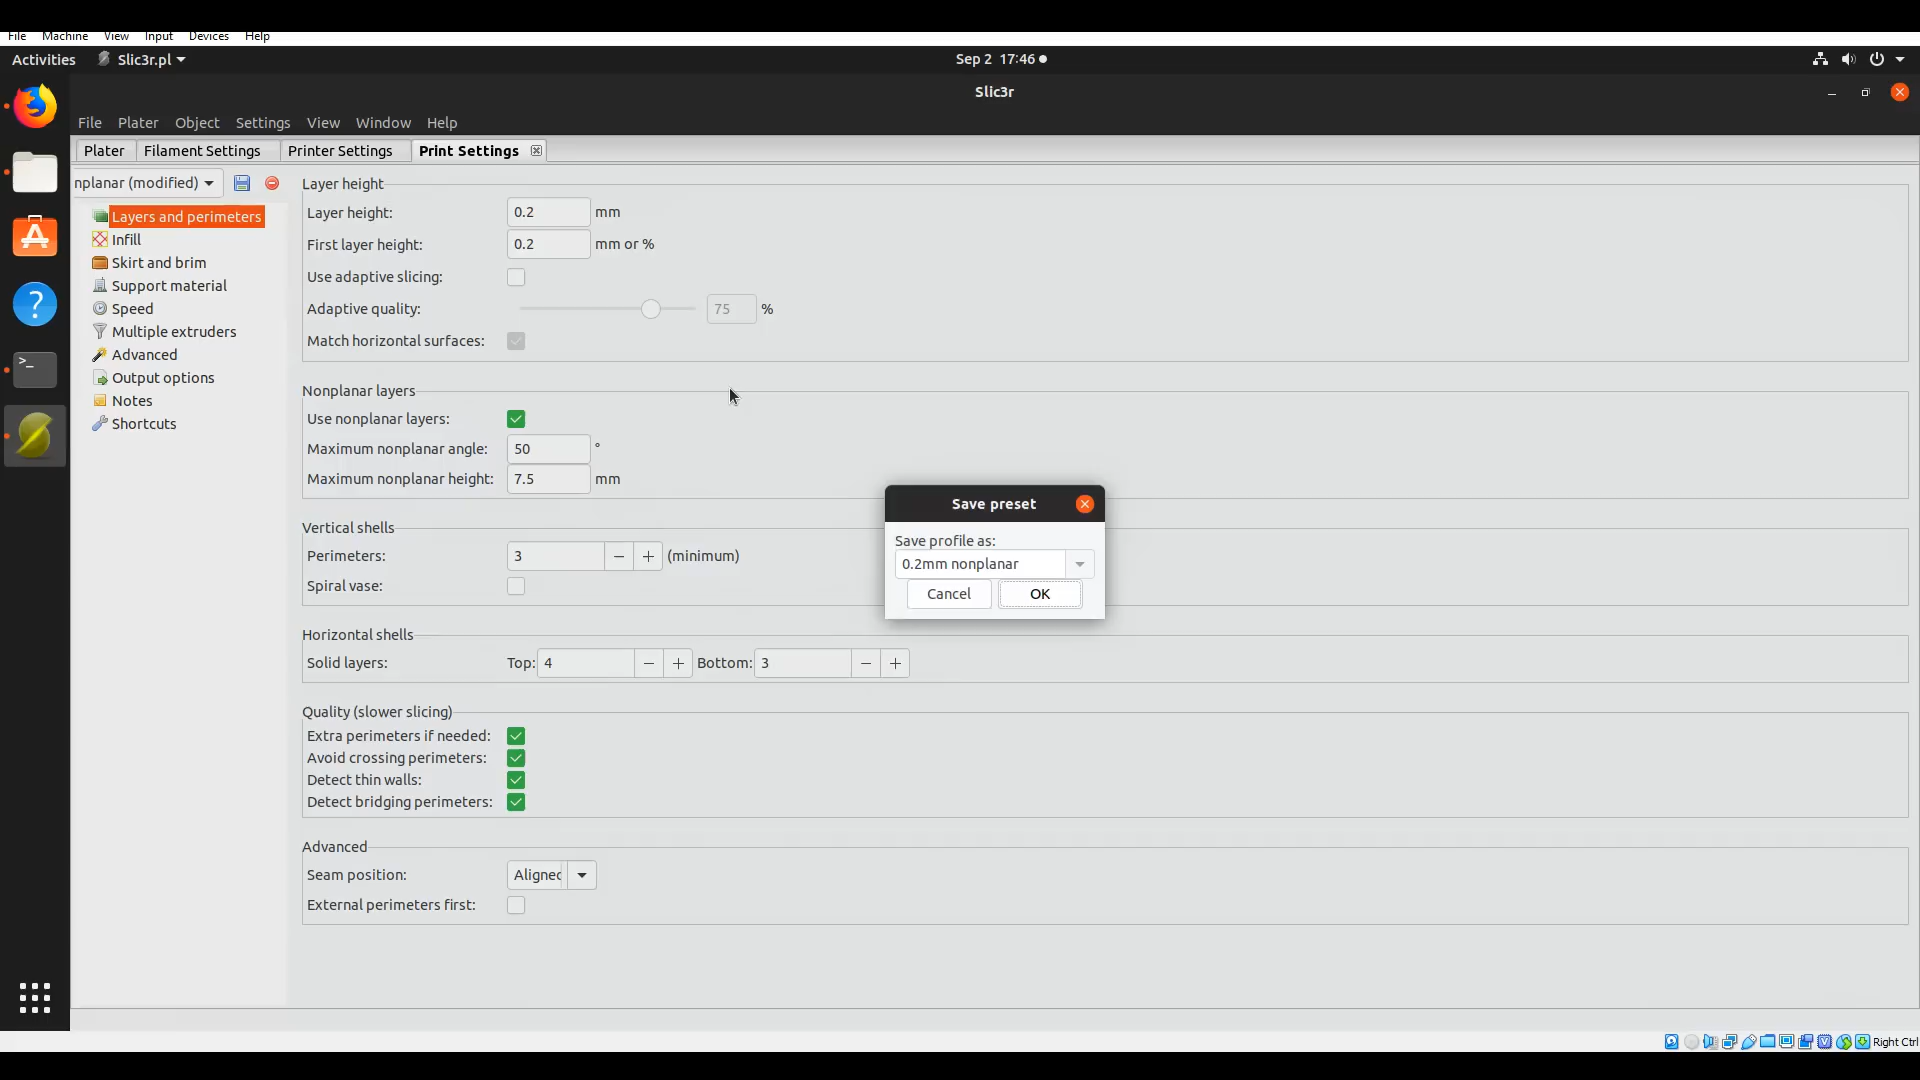 File Machine View Input Devices Help
Activities Slic3r.pl Sep 2 17:46
Slic3r
File Plater Object Settings View Window Help
Plater Filament Settings Printer Settings Print Settings
nplanar (modified)
Layers and perimeters
Infill
Skirt and brim
Support material
Speed
Multiple extruders
Advanced
Output options
Notes
Shortcuts
Layer height
Layer height: 0.2 mm
First layer height: 0.2 mm or %
Use adaptive slicing:
Adaptive quality: 75 %
Match horizontal surfaces:
Nonplanar layers
Use nonplanar layers:
Maximum nonplanar angle: 50 °
Maximum nonplanar height: 7.5 mm
Vertical shells
Perimeters: 3 (minimum)
Spiral vase:
Horizontal shells
Solid layers: Top: 4 Bottom: 3
Quality (slower slicing)
Extra perimeters if needed:
Avoid crossing perimeters:
Detect thin walls:
Detect bridging perimeters:
Advanced
Seam position: Aligned
External perimeters first:
Save preset
Save profile as:
0.2mm nonplanar
Cancel OK
Right Ctrl